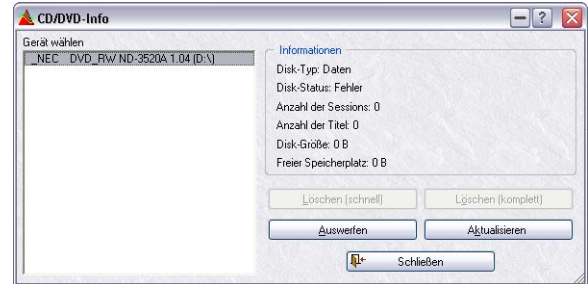 CD/DVD-Info
Gerät wählen
_NEC DVD_RW ND-3520A 1.04 (D:\)
Informationen
Disk-Typ: Daten
Disk-Status: Fehler
Anzahl der Sessions: 0
Anzahl der Titel: 0
Disk-Größe: 0 B
Freier Speicherplatz: 0 B
Löschen (schnell)
Löschen (komplett)
Auswerfen
Aktualisieren
Schließen